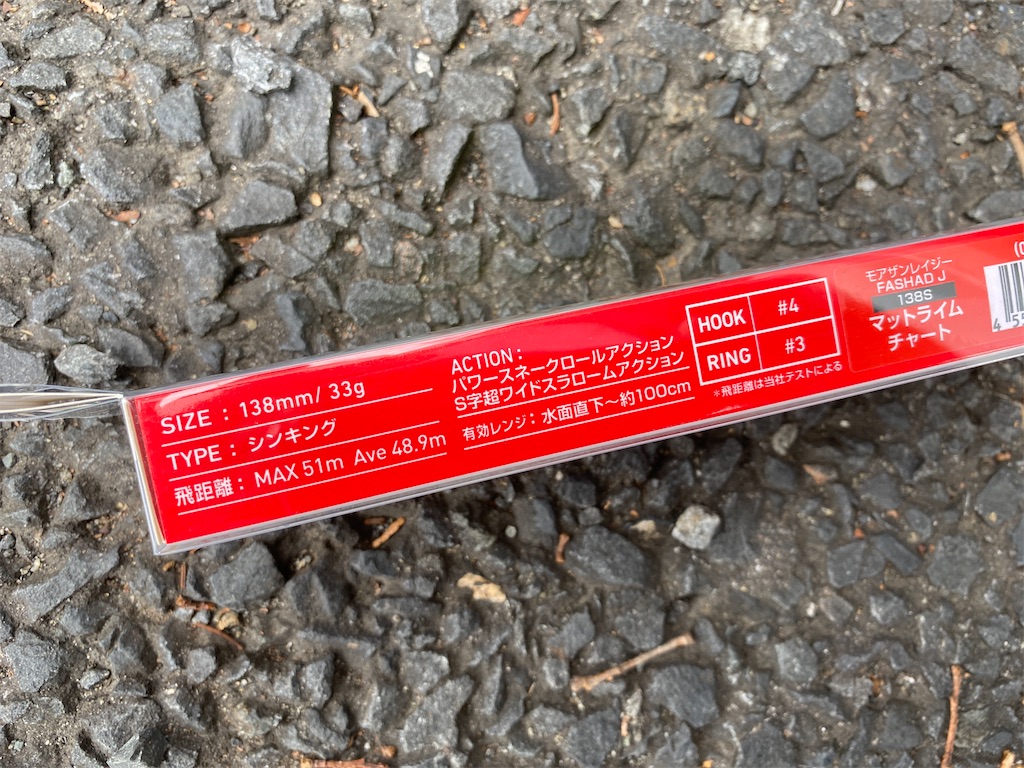 SIZE : 138mm/ 33g
TYPE : シンキング
飛距離 : MAX 51m Ave 48.9m
ACTION :
パワースネークロールアクション
S字超ワイドスラロームアクション
有効レンジ : 水面直下～約100cm
HOOK #4
RING #3
*飛距離は当社テストによる
モアザンレイジー
FASHAD J
138S
マットライム
チャート